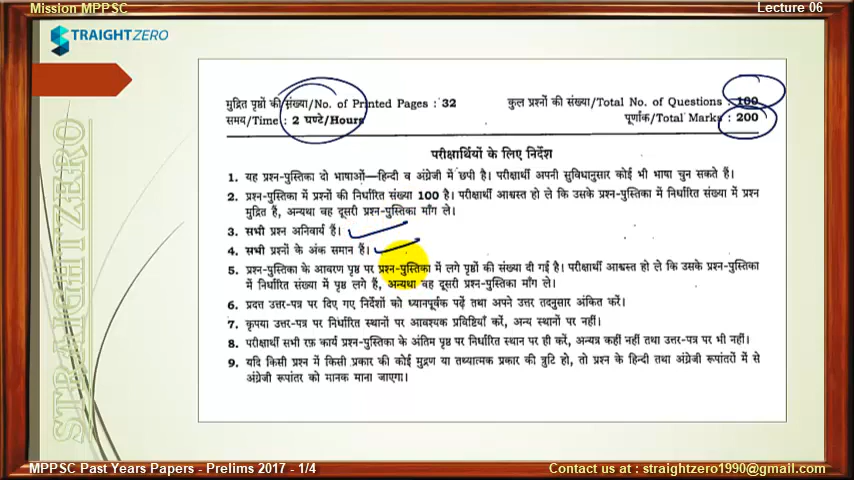 Mission MPPSC
Lecture 06
STRAIGHTZERO
मुद्रित पृष्ठों की संख्या/No. of Printed Pages : 32
कुल प्रश्नों की संख्या/Total No. of Questions : 100
समय/Time : 2 घण्टे/Hours
पूर्णांक/Total Marks : 200
परीक्षार्थियों के लिए निर्देश
1. यह प्रश्न-पुस्तिका दो भाषाओं—हिन्दी व अंग्रेजी में छपी है। परीक्षार्थी अपनी सुविधानुसार कोई भी भाषा चुन सकते हैं।
2. प्रश्न-पुस्तिका में प्रश्नों की निर्धारित संख्या 100 है। परीक्षार्थी आश्वस्त हो ले कि उसके प्रश्न-पुस्तिका में निर्धारित संख्या में प्रश्न
मुद्रित हैं, अन्यथा वह दूसरी प्रश्न-पुस्तिका माँग ले।
3. सभी प्रश्न अनिवार्य हैं।
4. सभी प्रश्नों के अंक समान हैं।
5. प्रश्न-पुस्तिका के आवरण पृष्ठ पर प्रश्न-पुस्तिका में लगे पृष्ठों की संख्या दी गई है। परीक्षार्थी आश्वस्त हो ले कि उसके प्रश्न-पुस्तिका
में निर्धारित संख्या में पृष्ठ लगे हैं, अन्यथा वह दूसरी प्रश्न-पुस्तिका माँग ले।
6. प्रदत्त उत्तर-पत्र पर दिए गए निर्देशों को ध्यानपूर्वक पढ़ें तथा अपने उत्तर तद्नुसार अंकित करें।
7. कृपया उत्तर-पत्र पर निर्धारित स्थानों पर आवश्यक प्रविष्टियाँ करें, अन्य स्थानों पर नहीं।
8. परीक्षार्थी सभी रफ़ कार्य प्रश्न-पुस्तिका के अंतिम पृष्ठ पर निर्धारित स्थान पर ही करें, अन्यत्र कहीं नहीं तथा उत्तर-पत्र पर भी नहीं।
9. यदि किसी प्रश्न में किसी प्रकार की कोई मुद्रण या तथ्यात्मक प्रकार की त्रुटि हो, तो प्रश्न के हिन्दी तथा अंग्रेजी रूपांतरों में से
अंग्रेजी रूपांतर को मानक माना जाएगा।
STRAIGHT ZERO
MPPSC Past Years Papers - Prelims 2017 - 1/4
Contact us at : straightzero1990@gmail.com